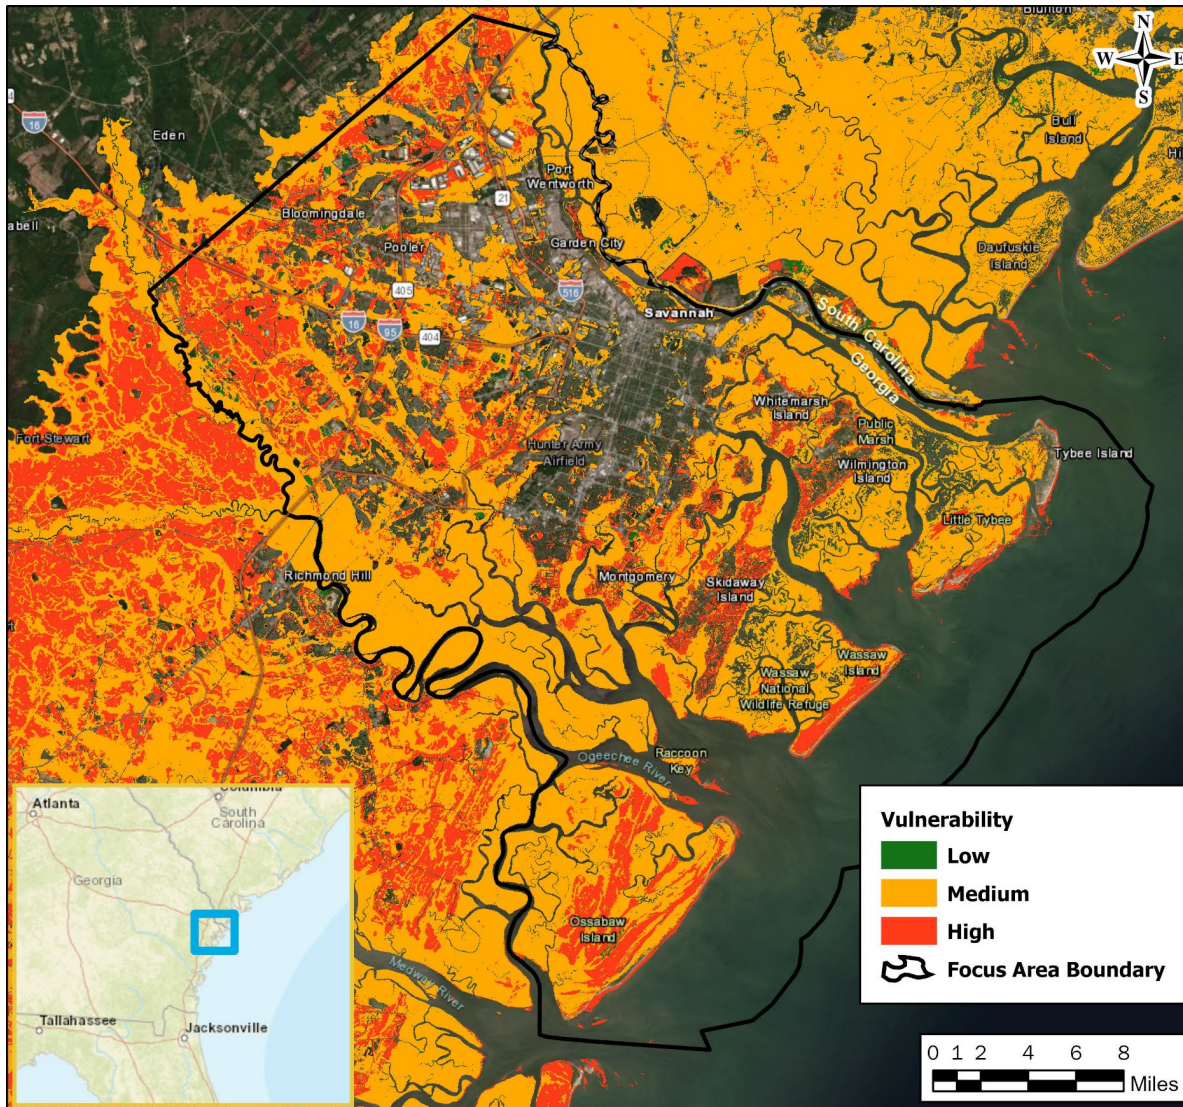 Blunton
N
W E
S
4
16
Eden
Bull
Island
Hi
Port
Wentworth
21
Bloomingdale
abell
Pooler
Garden City
Daufuskie
Island
405
516
16
95
404
Savannah
South Carolina
Georgia
Whitemarsh
Island
Public
Marsh
Fort Stewart
Hunter Army
Airfield
Wilmington
Island
Tybee Island
Little Tybee
Richmond Hill
Montgomery
Skidaway
Island
rt
Wassaw
Island
Wassaw
National
Wildlife Refuge
Raccoon
Key
Ogeechee River
Ossabaw
Island
Medway River
Columbia
Atlanta
South
Carolina
Georgia
Tallahassee
Jacksonville
Vulnerability
Low
Medium
High
Focus Area Boundary
0 1 2 4 6 8
Miles